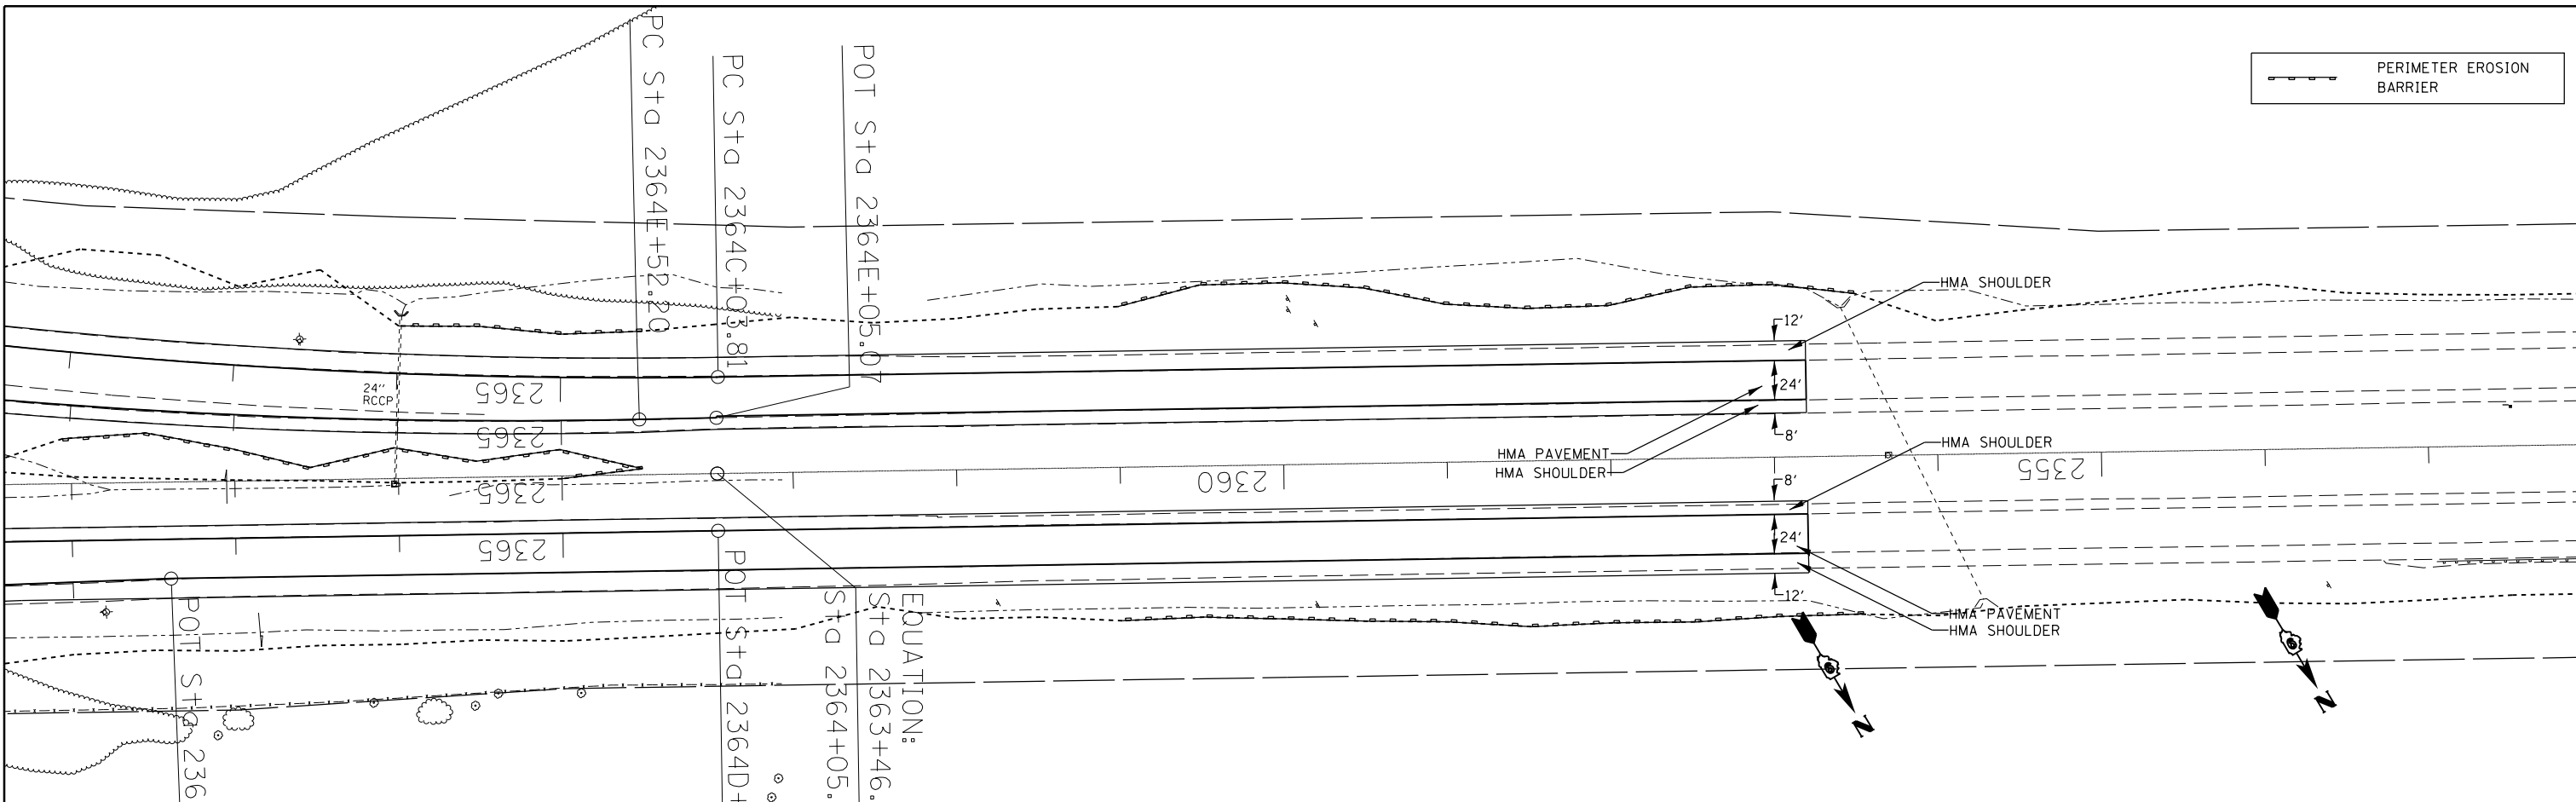 PERIMETER EROSION
BARRIER
PC Sta 2364E+52.20
PC Sta 2364C+03.81
POT Sta 2364E+05.07
HMA SHOULDER
12'
24'
8'
HMA PAVEMENT
HMA SHOULDER
24"
RCCP
2365
2365
2365
2365
2360
2355
HMA SHOULDER
8'
24'
12'
HMA PAVEMENT
HMA SHOULDER
POT Sta 236
POT Sta 2364D+
EQUATION:
Sta 2363+46.
Sta 2364+05.
N
N